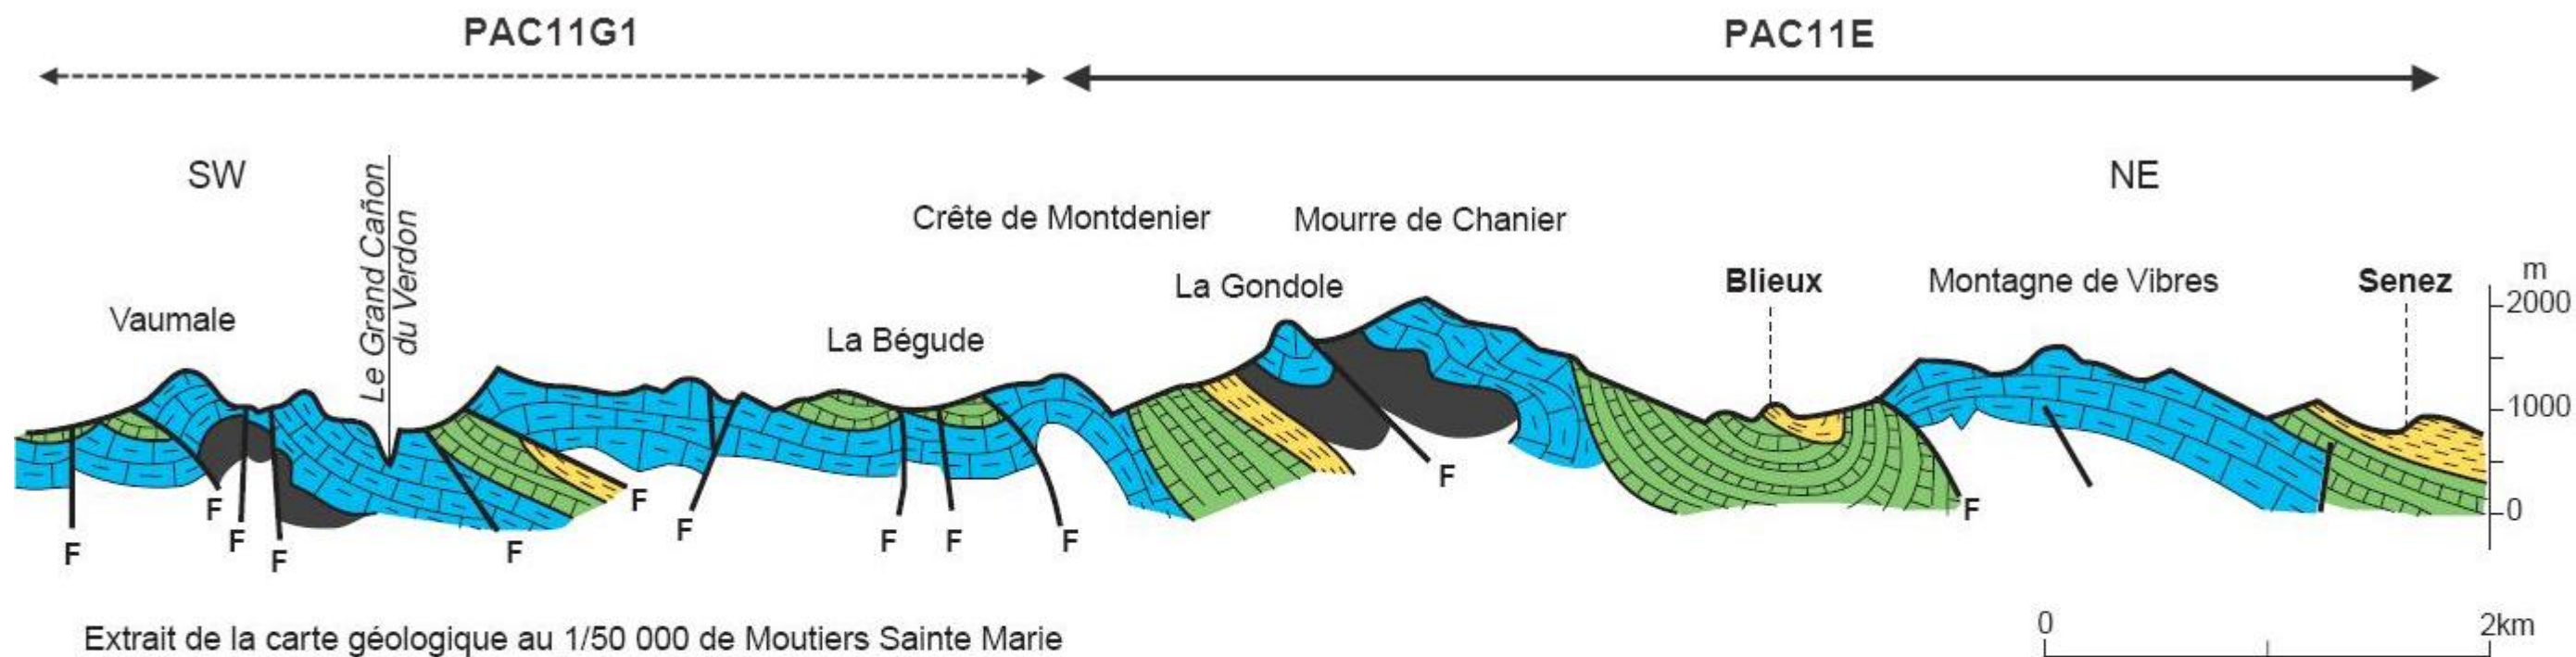 PAC11G1
PAC11E
SW
NE
Le Grand Cañon
du Verdon
Crête de Montdenier
Mourre de Chanier
La Gondole
Blieux
Montagne de Vibres
Senez
m
Vaumale
La Bégude
2000
1000
0
F
F
F
F
F
F
F
F
F
F
F
F
Extrait de la carte géologique au 1/50 000 de Moutiers Sainte Marie
0
2km